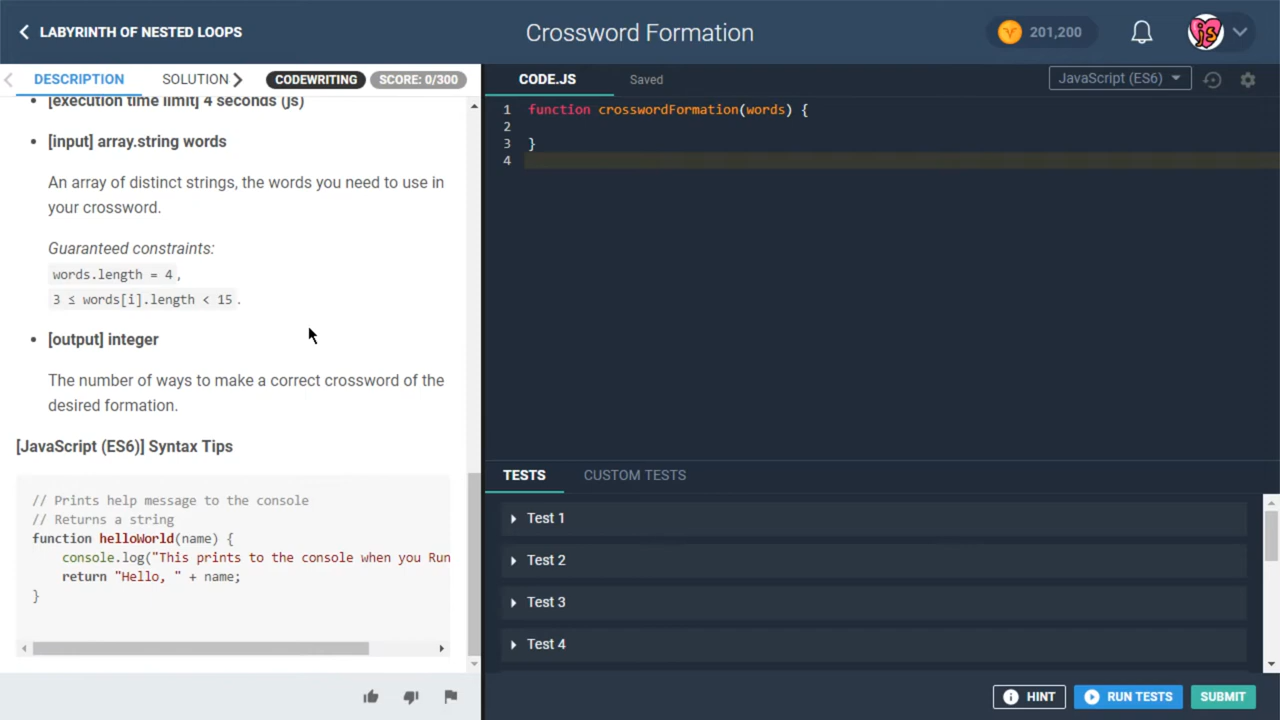 LABYRINTH OF NESTED LOOPS
Crossword Formation
201,200
DESCRIPTION
SOLUTION
CODEWRITING
SCORE: 0/300
[execution time limit] 4 seconds (js)
[input] array.string words
An array of distinct strings, the words you need to use in
your crossword.
Guaranteed constraints:
words.length = 4,
3 ≤ words[i].length < 15.
[output] integer
The number of ways to make a correct crossword of the
desired formation.
[JavaScript (ES6)] Syntax Tips
// Prints help message to the console
// Returns a string
function helloWorld(name) {
    console.log("This prints to the console when you Run
    return "Hello, " + name;
}
CODE.JS
Saved
JavaScript (ES6)
1 function crosswordFormation(words) {
2
3 }
4
TESTS
CUSTOM TESTS
Test 1
Test 2
Test 3
Test 4
HINT
RUN TESTS
SUBMIT
js